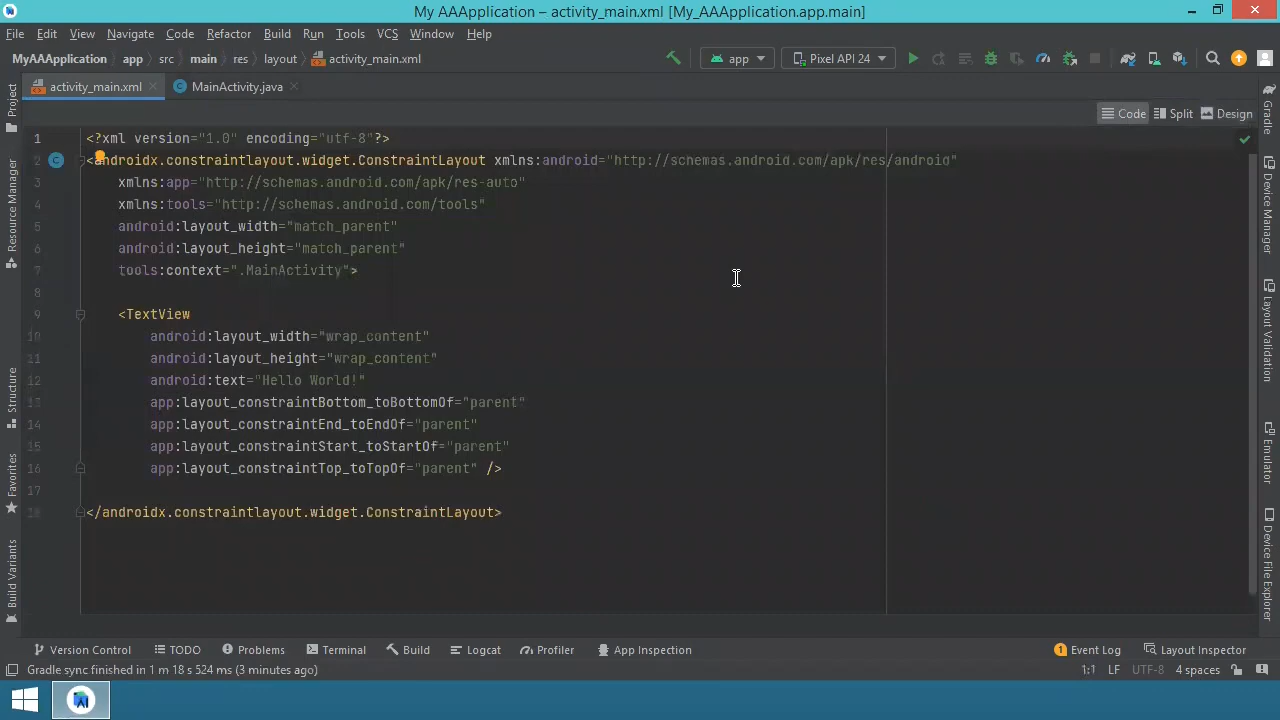 My AAApplication – activity_main.xml [My_AAApplication.app.main]
File Edit View Navigate Code Refactor Build Run Tools VCS Window Help
MyAAApplication app src main res layout activity_main.xml app Pixel API 24
activity_main.xml MainActivity.java
Code Split Design
1 <?xml version="1.0" encoding="utf-8"?>
2 <androidx.constraintlayout.widget.ConstraintLayout xmlns:android="http://schemas.android.com/apk/res/android"
3 xmlns:app="http://schemas.android.com/apk/res-auto"
4 xmlns:tools="http://schemas.android.com/tools"
5 android:layout_width="match_parent"
6 android:layout_height="match_parent"
7 tools:context=".MainActivity">
8
9 <TextView
10 android:layout_width="wrap_content"
11 android:layout_height="wrap_content"
12 android:text="Hello World!"
13 app:layout_constraintBottom_toBottomOf="parent"
14 app:layout_constraintEnd_toEndOf="parent"
15 app:layout_constraintStart_toStartOf="parent"
16 app:layout_constraintTop_toTopOf="parent" />
17
18 </androidx.constraintlayout.widget.ConstraintLayout>
Project
Resource Manager
Structure
Favorites
Build Variants
Gradle
Device Manager
Layout Validation
Emulator
Device File Explorer
Version Control TODO Problems Terminal Build Logcat Profiler App Inspection 1 Event Log Layout Inspector
Gradle sync finished in 1 m 18 s 524 ms (3 minutes ago) 1:1 LF UTF-8 4 spaces